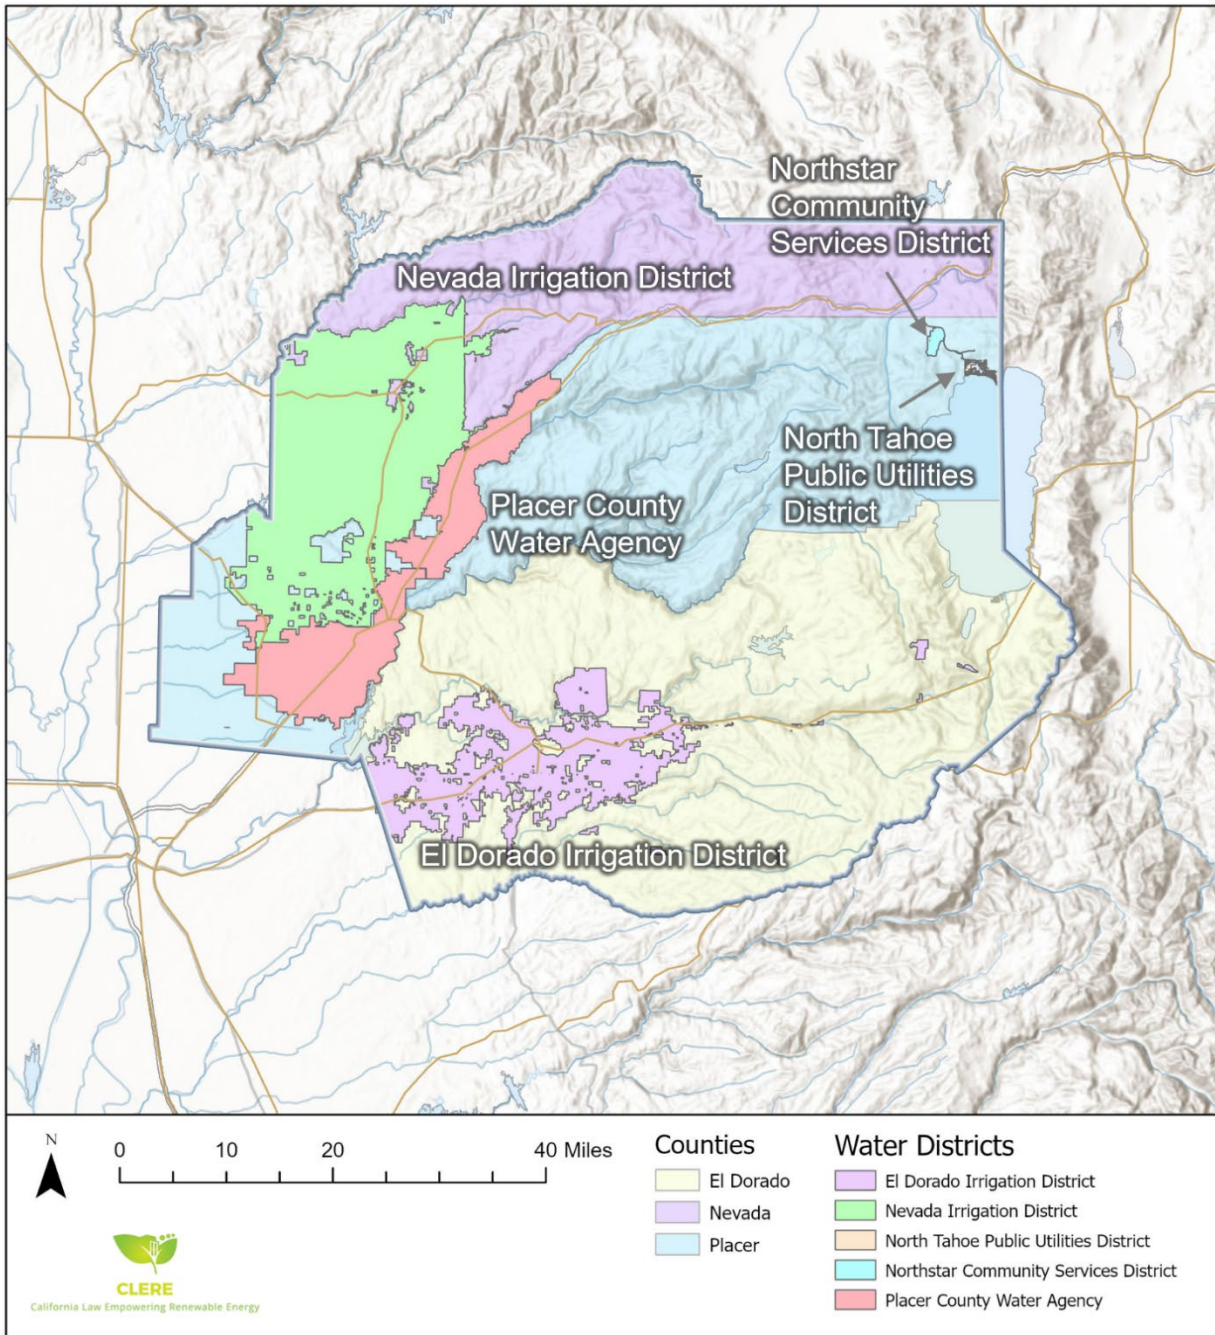 Northstar
Community
Services District
Nevada Irrigation District
North Tahoe
Public Utilities
District
Placer County
Water Agency
El Dorado Irrigation District
N
0 10 20 40 Miles
Counties
El Dorado
Nevada
Placer
Water Districts
El Dorado Irrigation District
Nevada Irrigation District
North Tahoe Public Utilities District
Northstar Community Services District
Placer County Water Agency
CLERE
California Law Empowering Renewable Energy